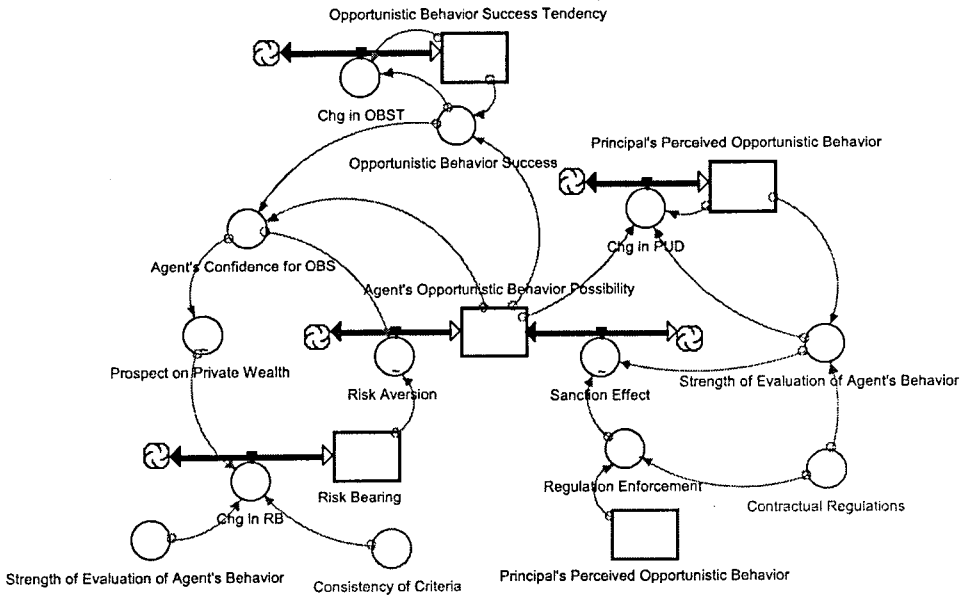 Opportunistic Behavior Success Tendency
Chg in OBST
Opportunistic Behavior Success
Principal's Perceived Opportunistic Behavior
Chg in PUD
Agent's Confidence for OBS
Agent's Opportunistic Behavior Possibility
Prospect on Private Wealth
Risk Aversion
Sanction Effect
Strength of Evaluation of Agent's Behavior
Risk Bearing
Regulation Enforcement
Contractual Regulations
Chg in RB
Strength of Evaluation of Agent's Behavior
Consistency of Criteria
Principal's Perceived Opportunistic Behavior